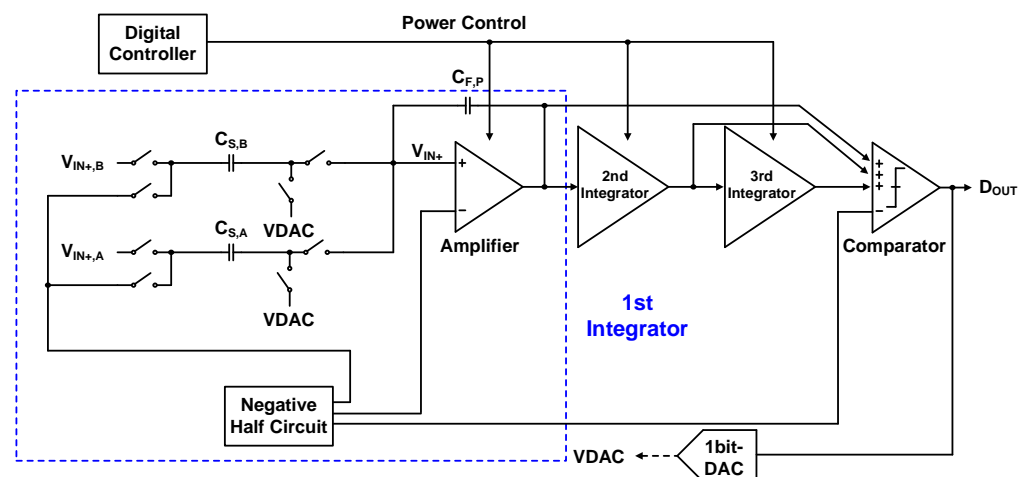 Digital
Controller
Power Control
C_F,P
C_S,B
V_IN+,B
V_IN+
+
−
VDAC
Amplifier
C_S,A
V_IN+,A
VDAC
2nd
Integrator
3rd
Integrator
+
+
+
−
D_OUT
Comparator
1st
Integrator
Negative
Half Circuit
VDAC
1bit-
DAC